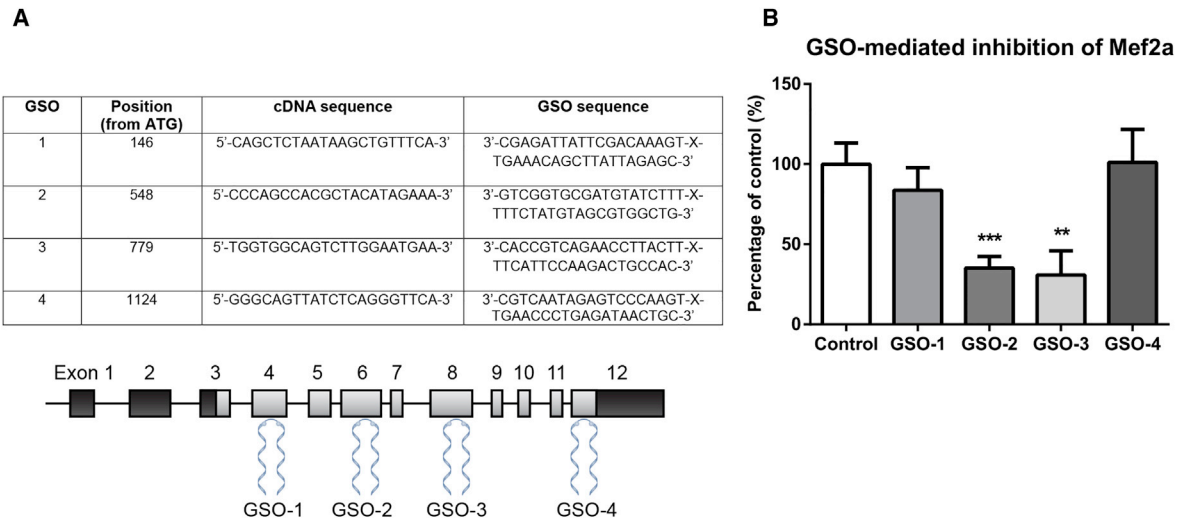 A
GSO Position (from ATG) cDNA sequence GSO sequence
1 146 5'-CAGCTCTAATAAGCTGTTTCA-3' 3'-CGAGATTATTCGACAAAGT-X-
TGAAACAGCTTATTAGAGC-3'
2 548 5'-CCCAGCCACGCTACATAGAAA-3' 3'-GTCGGTGCGATGTATCTTT-X-
TTTCTATGTAGCGTGGCTG-3'
3 779 5'-TGGTGGCAGTCTTGGAATGAA-3' 3'-CACCGTCAGAACCTTACTT-X-
TTCATTCCAAGACTGCCAC-3'
4 1124 5'-GGGCAGTTATCTCAGGGTTCA-3' 3'-CGTCAATAGAGTCCCAAGT-X-
TGAACCCTGAGATAACTGC-3'
Exon 1 2 3 4 5 6 7 8 9 10 11 12
GSO-1 GSO-2 GSO-3 GSO-4
B
GSO-mediated inhibition of Mef2a
Percentage of control (%)
150
100
50
0
*** **
Control GSO-1 GSO-2 GSO-3 GSO-4